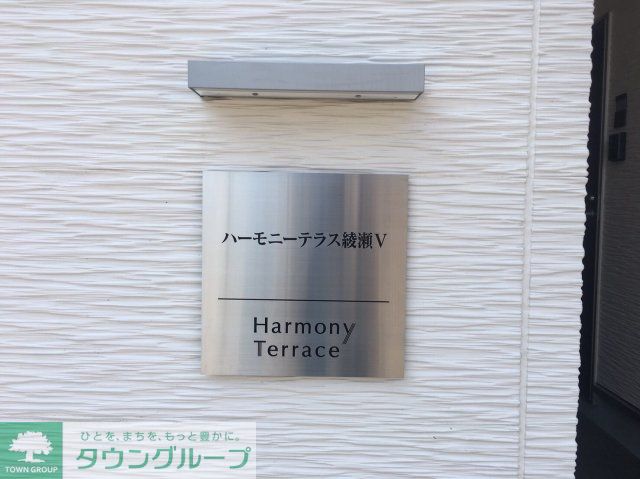 ハーモニーテラス綾瀬V
Harmony
Terrace
ひとを、まちを、もっと豊かに。
タウングループ
TOWN GROUP